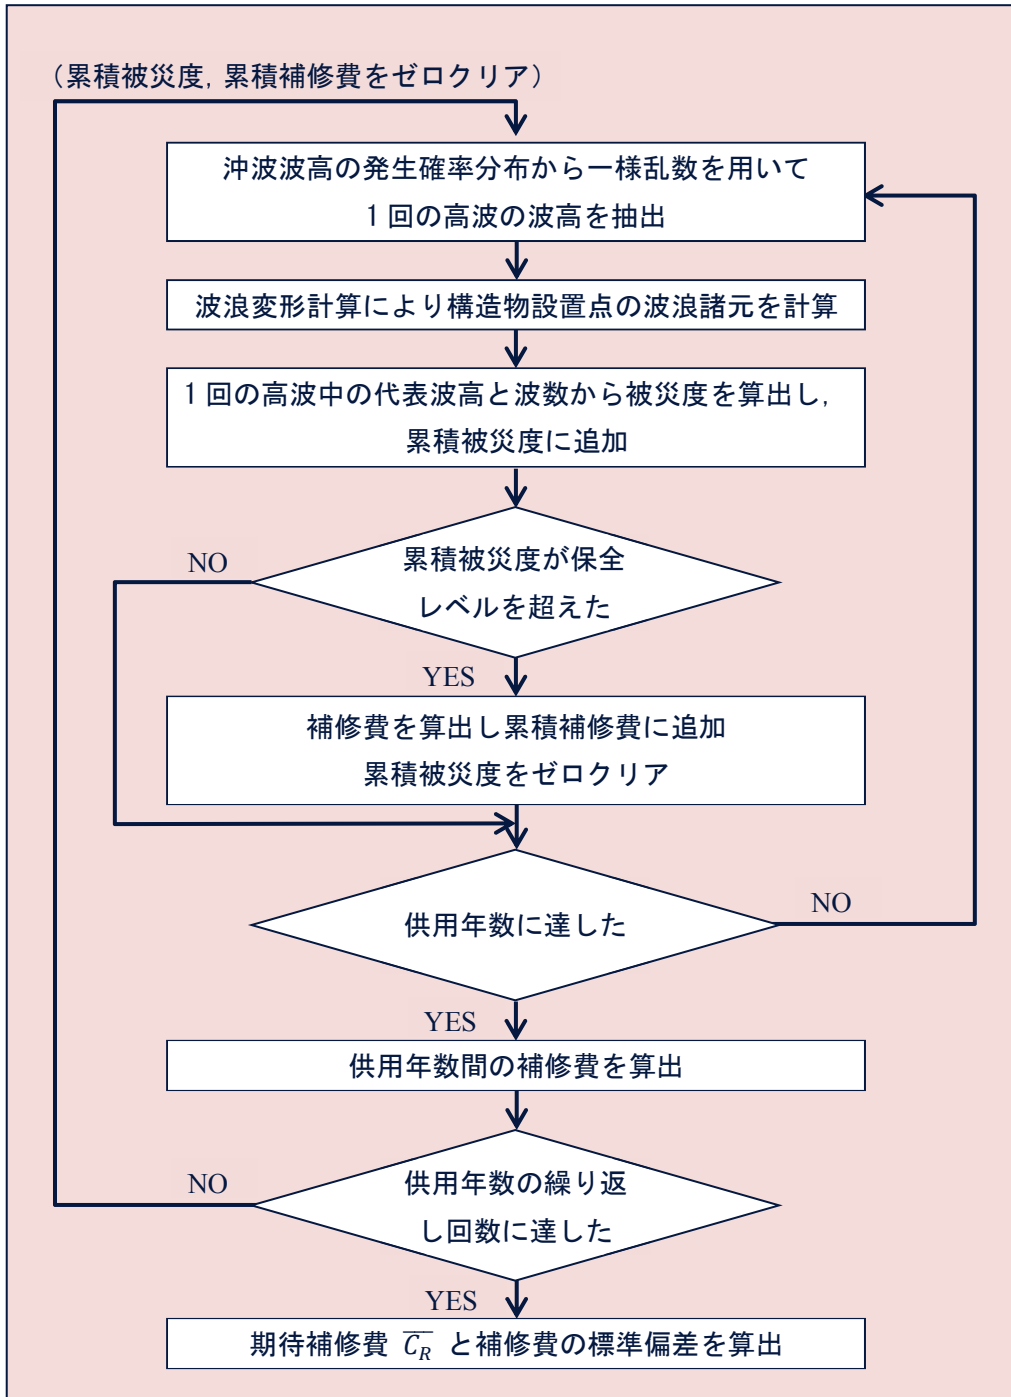 (累積被災度, 累積補修費をゼロクリア)
沖波波高の発生確率分布から一様乱数を用いて
1 回の高波の波高を抽出
波浪変形計算により構造物設置点の波浪諸元を計算
1 回の高波中の代表波高と波数から被災度を算出し,
累積被災度に追加
累積被災度が保全
レベルを超えた
NO
YES
補修費を算出し累積補修費に追加
累積被災度をゼロクリア
供用年数に達した
NO
YES
供用年数間の補修費を算出
供用年数の繰り返
し回数に達した
NO
YES
期待補修費 $\overline{C_R}$ と補修費の標準偏差を算出